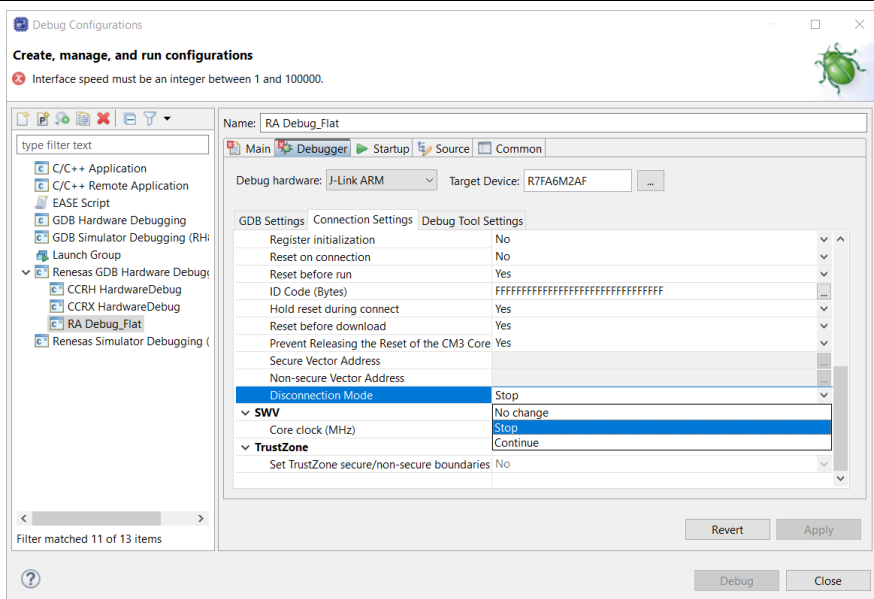 Debug Configurations
Create, manage, and run configurations
Interface speed must be an integer between 1 and 100000.
type filter text
C/C++ Application
C/C++ Remote Application
EASE Script
GDB Hardware Debugging
GDB Simulator Debugging (RH8
Launch Group
Renesas GDB Hardware Debug
CCRH HardwareDebug
CCRX HardwareDebug
RA Debug_Flat
Renesas Simulator Debugging (
Filter matched 11 of 13 items
Name: RA Debug_Flat
Main Debugger Startup Source Common
Debug hardware: J-Link ARM Target Device: R7FA6M2AF ...
GDB Settings Connection Settings Debug Tool Settings
Register initialization No
Reset on connection No
Reset before run Yes
ID Code (Bytes) FFFFFFFFFFFFFFFFFFFFFFFFFFFFFFFF ...
Hold reset during connect Yes
Reset before download Yes
Prevent Releasing the Reset of the CM3 Core Yes
Secure Vector Address ...
Non-secure Vector Address ...
Disconnection Mode Stop
No change
Stop
Continue
SWV
Core clock (MHz)
TrustZone
Set TrustZone secure/non-secure boundaries No
Revert Apply
? Debug Close